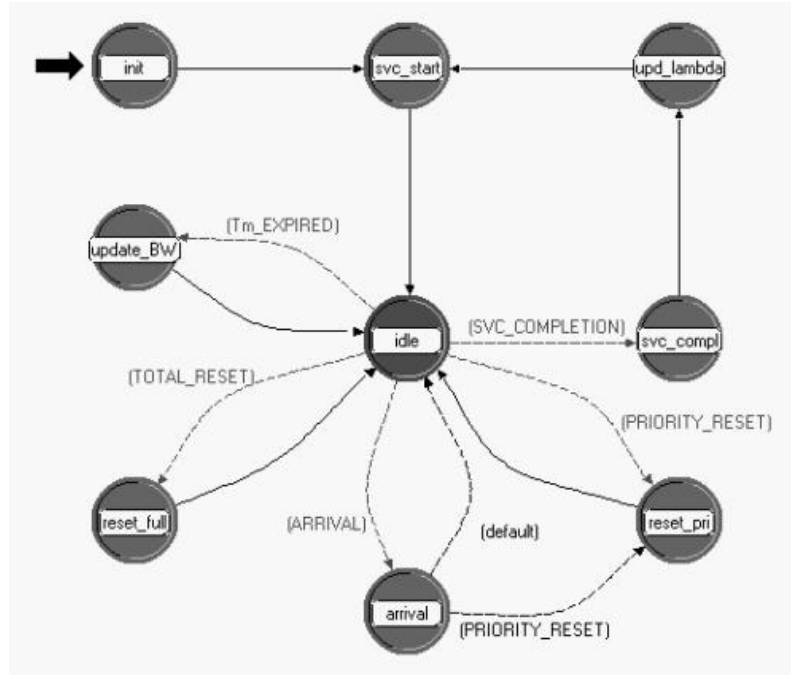 init
svc_start
upd_lambda
(Tm_EXPIRED)
update_BW
idle
(SVC_COMPLETION)
svc_compl
(TOTAL_RESET)
(PRIORITY_RESET)
reset_full
(ARRIVAL)
(default)
reset_pri
arrival
(PRIORITY_RESET)